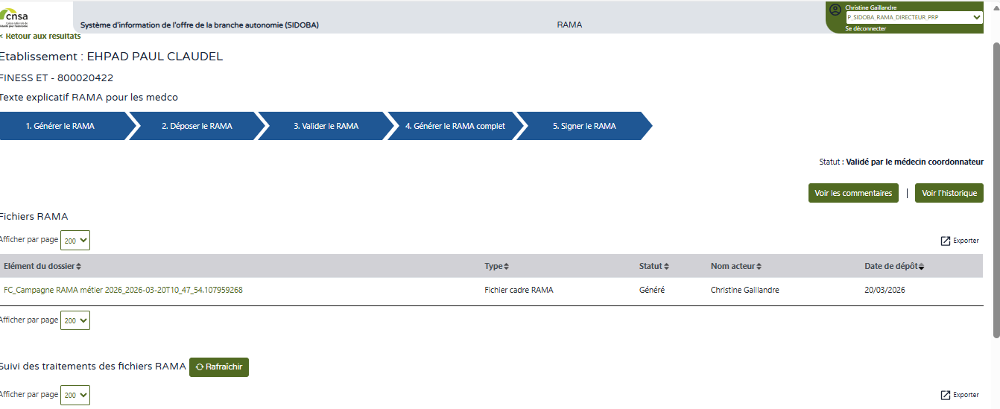 cnsa
Christine Gaillandre
P_SIDOBA_RAMA_DIRECTEUR_PRP
Système d'information de l'offre de la branche autonomie (SIDOBA)
RAMA
Se déconnecter
< Retour aux résultats
Etablissement : EHPAD PAUL CLAUDEL
FINESS ET - 800020422
Texte explicatif RAMA pour les medco
1. Générer le RAMA
2. Déposer le RAMA
3. Valider le RAMA
4. Générer le RAMA complet
5. Signer le RAMA
Statut : Validé par le médecin coordonnateur
Voir les commentaires | Voir l'historique
Fichiers RAMA
Afficher par page 200
Exporter
Elément du dossier Type Statut Nom acteur Date de dépôt
FC_Campagne RAMA métier 2026_2026-03-20T10_47_54.107959268 Fichier cadre RAMA Généré Christine Gaillandre 20/03/2026
Afficher par page 200
Suivi des traitements des fichiers RAMA Rafraîchir
Afficher par page 200
Exporter